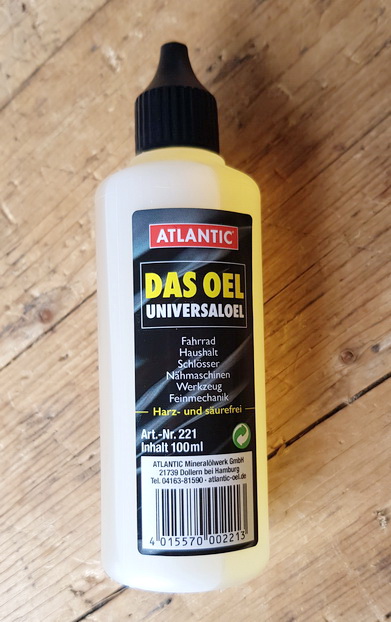 ATLANTIC
DAS OEL
UNIVERSALOEL
Fahrrad
Haushalt
Schlösser
Nähmaschinen
Werkzeug
Feinmechanik
Harz- und säurefrei
Art.-Nr. 221
Inhalt 100ml
ATLANTIC Mineralölwerk GmbH
21739 Dollern bei Hamburg
Tel. 04163-81590 · atlantic-oel.de
4 015570 002213